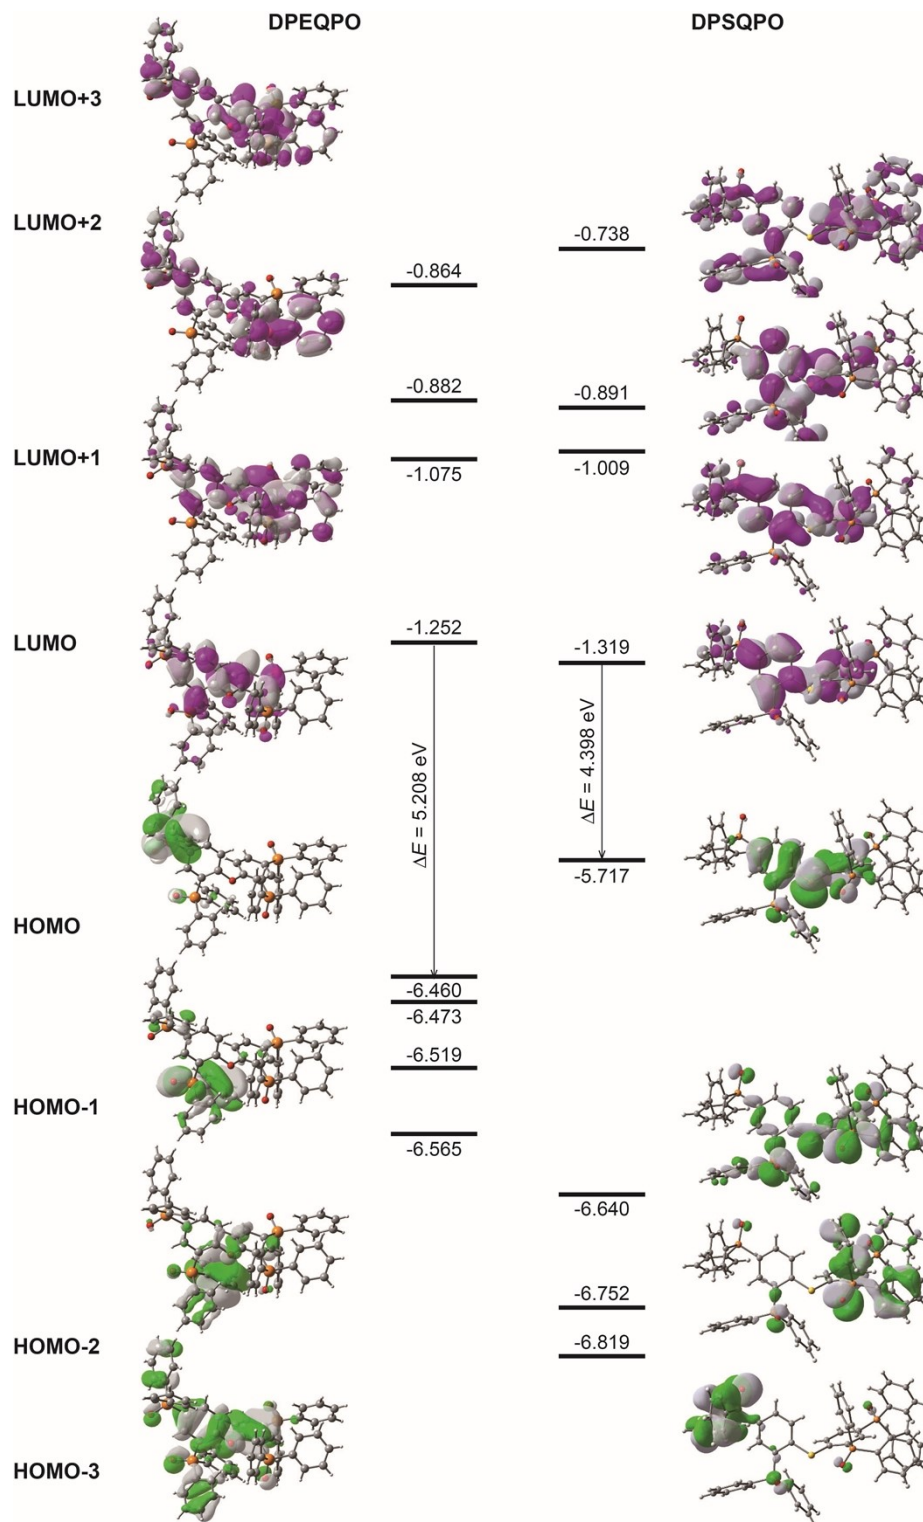 DPEQPO DPSQPO
LUMO+3
LUMO+2
-0.738
-0.864
-0.882
-0.891
LUMO+1
-1.075
-1.009
LUMO
-1.252
-1.319
ΔE = 5.208 eV
ΔE = 4.398 eV
-5.717
HOMO
-6.460
-6.473
-6.519
HOMO-1
-6.565
-6.640
-6.752
HOMO-2
-6.819
HOMO-3